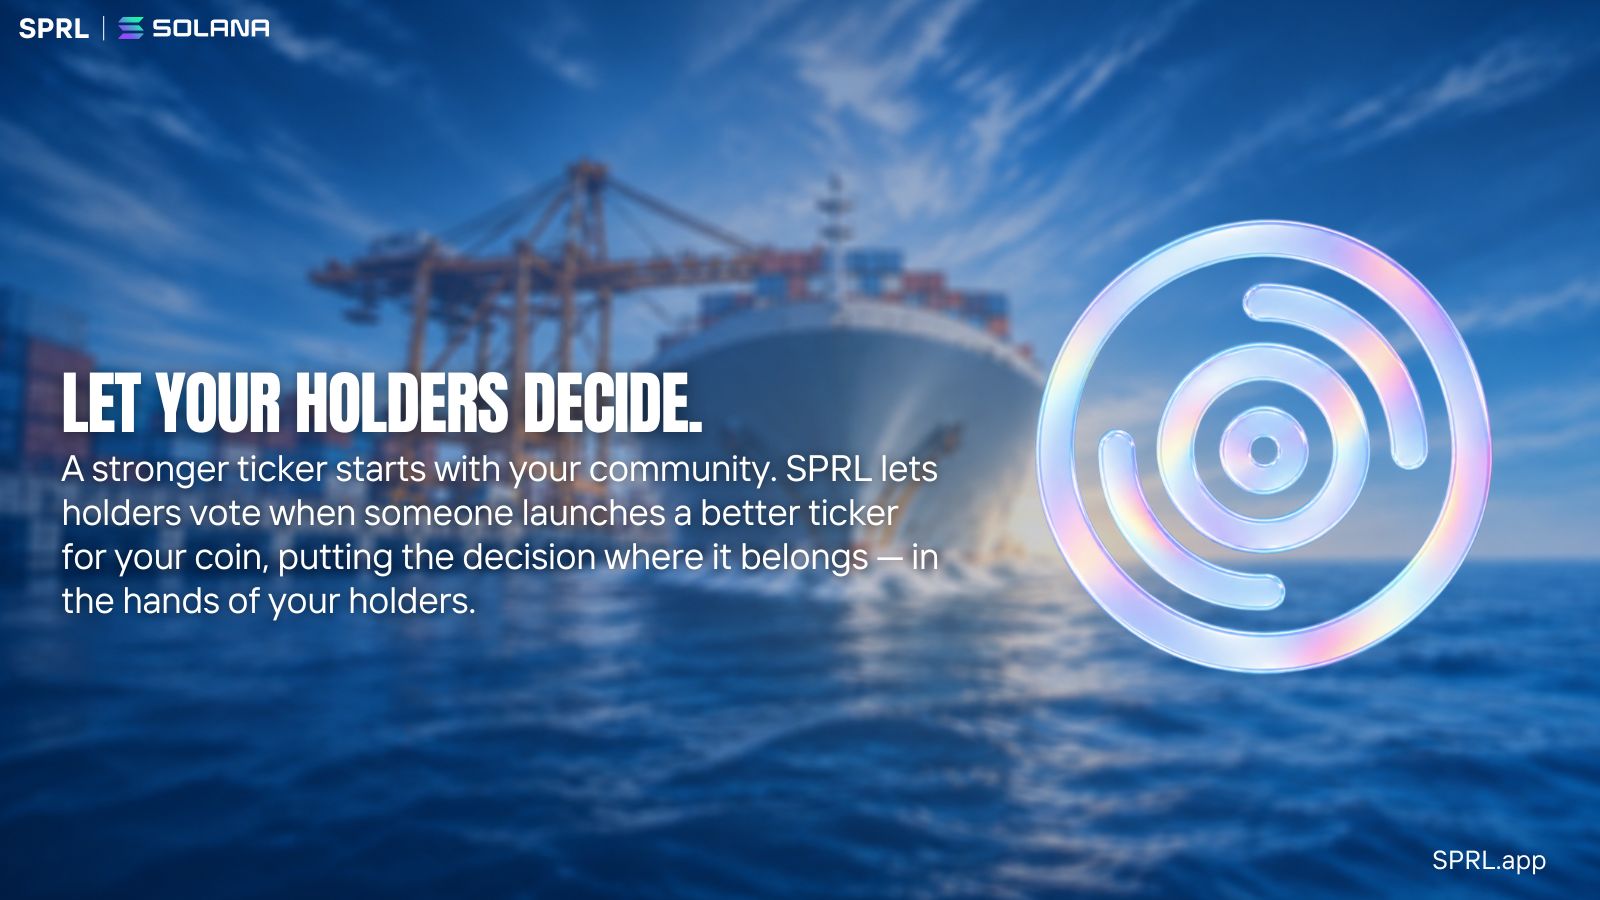 SPRL | SOLANA
LET YOUR HOLDERS DECIDE.
A stronger ticker starts with your community. SPRL lets
holders vote when someone launches a better ticker
for your coin, putting the decision where it belongs — in
the hands of your holders.
SPRL.app